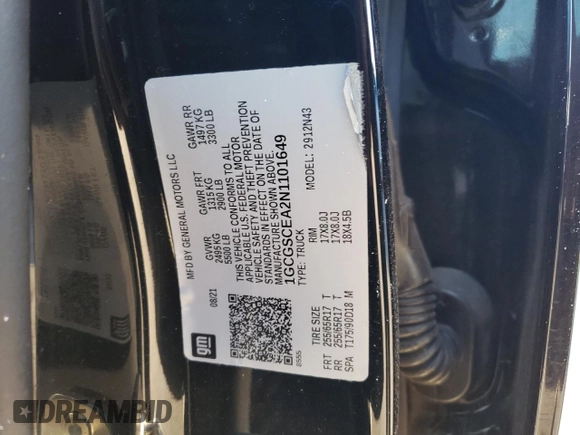 MFD BY GENERAL MOTORS LLC
08/21
GVWR GAWR FRT GAWR RR
2495 KG 1315 KG 1497 KG
5500 LB 2900 LB 3300 LB
THIS VEHICLE CONFORMS TO ALL
APPLICABLE U.S. FEDERAL MOTOR
VEHICLE SAFETY AND THEFT PREVENTION
STANDARDS IN EFFECT ON THE DATE OF
MANUFACTURE SHOWN ABOVE.
1GCGSCEA2N1101649
TYPE: TRUCK MODEL: 2912N43
gm
TIRE SIZE RIM
FRT 255/65R17 T 17X8.0J
RR 255/65R17 T 17X8.0J
SPA T175/90D18 M 18X4.5B
DREAMBID